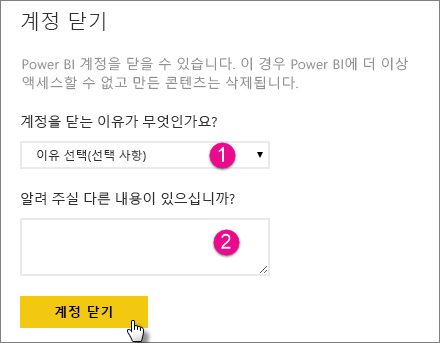 계정 닫기
Power BI 계정을 닫을 수 있습니다. 이 경우 Power BI에 더 이상
액세스할 수 없고 만든 콘텐츠는 삭제됩니다.
계정을 닫는 이유가 무엇인가요?
이유 선택(선택 사항) 1
알려 주실 다른 내용이 있으십니까?
2
계정 닫기